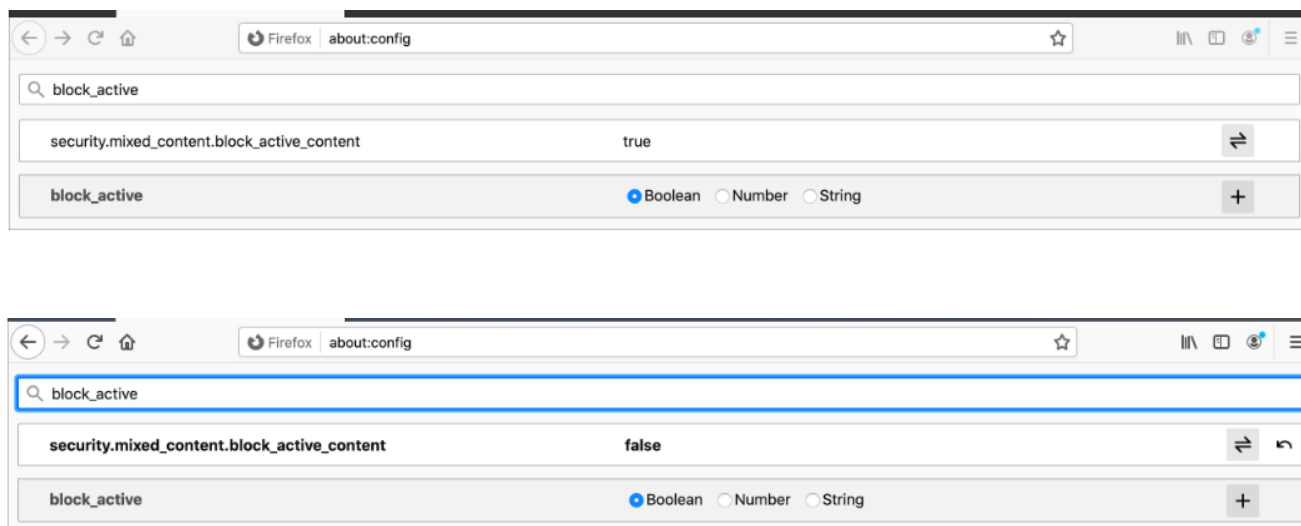 Firefox about:config
block_active
security.mixed_content.block_active_content true
block_active Boolean Number String
Firefox about:config
block_active
security.mixed_content.block_active_content false
block_active Boolean Number String